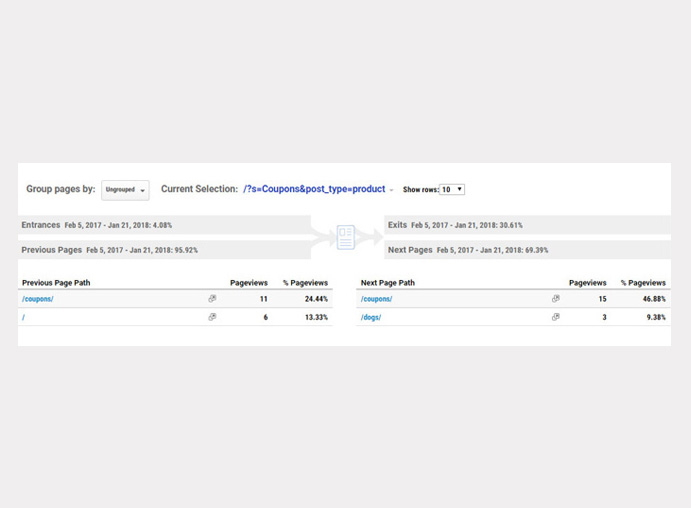 Group pages by: Ungrouped Current Selection: /?s=Coupons&post_type=product Show rows: 10
Entrances Feb 5, 2017 - Jan 21, 2018: 4.08%
Exits Feb 5, 2017 - Jan 21, 2018: 30.61%
Previous Pages Feb 5, 2017 - Jan 21, 2018: 95.92%
Next Pages Feb 5, 2017 - Jan 21, 2018: 69.39%
Previous Page Path Pageviews % Pageviews
/coupons/ 11 24.44%
/ 6 13.33%
Next Page Path Pageviews % Pageviews
/coupons/ 15 46.88%
/dogs/ 3 9.38%